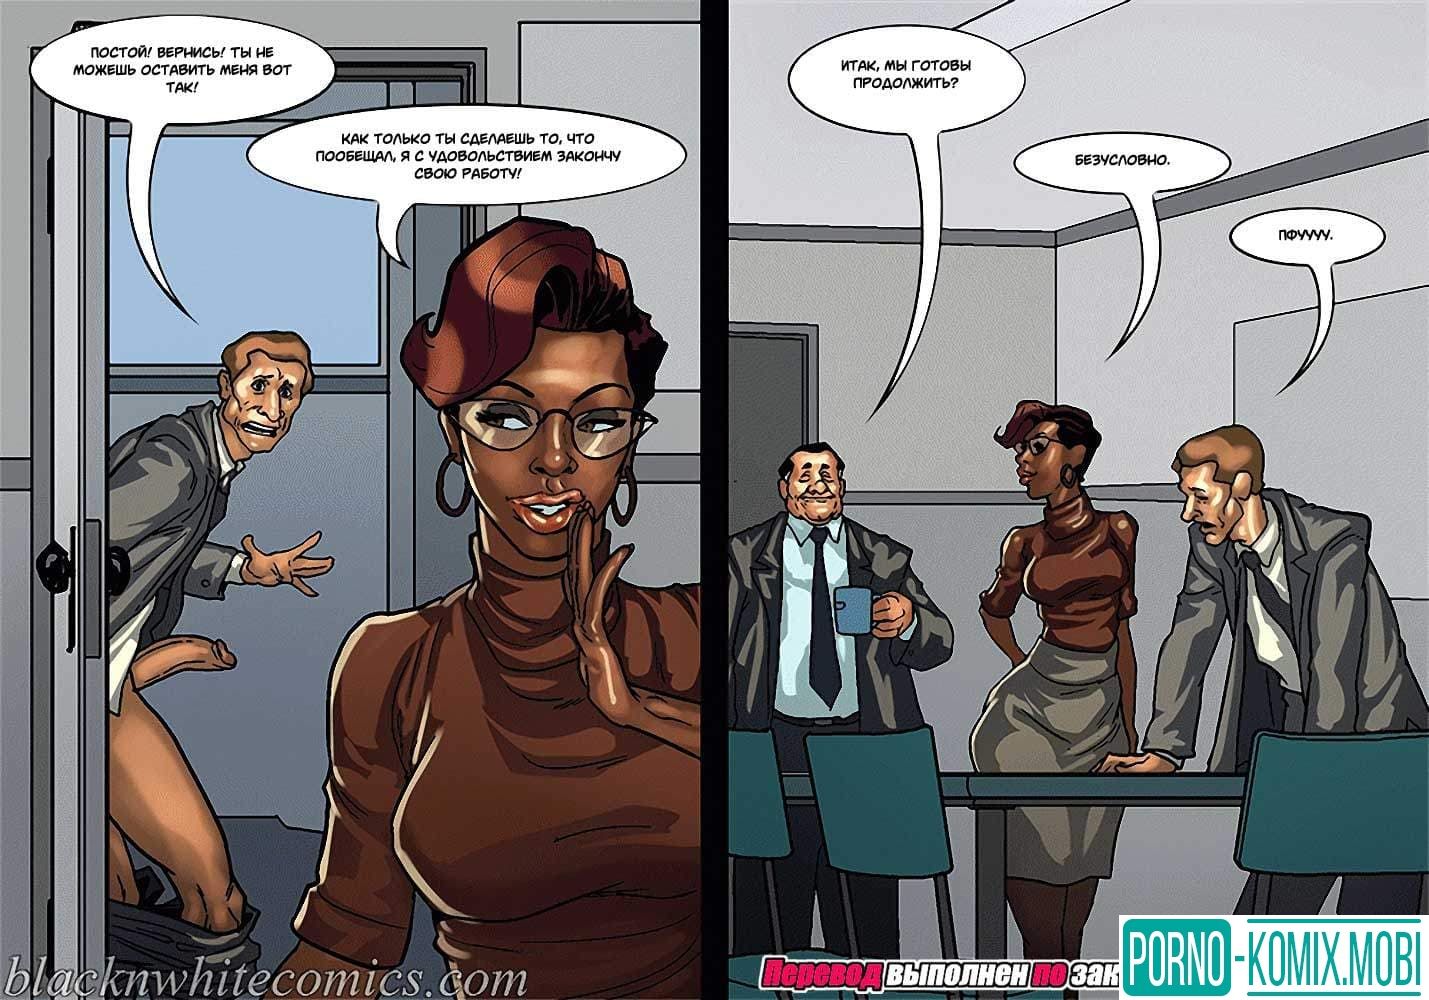 ПОСТОЙ! ВЕРНИСЬ! ТЫ НЕ
МОЖЕШЬ ОСТАВИТЬ МЕНЯ ВОТ
ТАК!
КАК ТОЛЬКО ТЫ СДЕЛАЕШЬ ТО, ЧТО
ПООБЕЩАЛ, Я С УДОВОЛЬСТВИЕМ ЗАКОНЧУ
СВОЮ РАБОТУ!
ИТАК, МЫ ГОТОВЫ
ПРОДОЛЖИТЬ?
БЕЗУСЛОВНО.
ПФУУУУ.
blacknwhitecomics.com
Перевод выполнен по зак
PORNO-KOMIX.MOBI